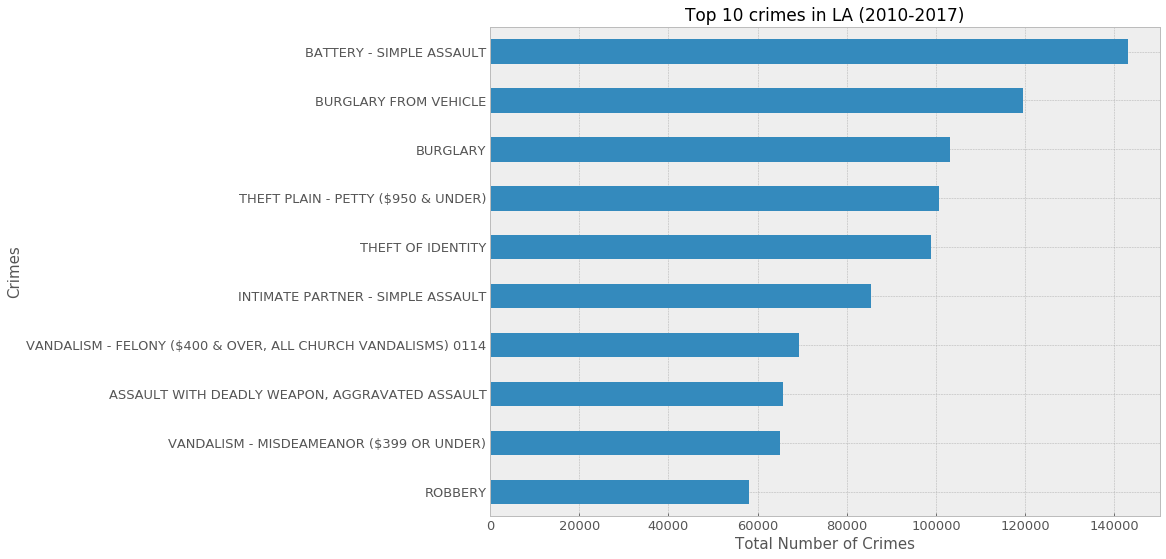 Top 10 crimes in LA (2010-2017)
BATTERY - SIMPLE ASSAULT
BURGLARY FROM VEHICLE
BURGLARY
THEFT PLAIN - PETTY ($950 & UNDER)
THEFT OF IDENTITY
INTIMATE PARTNER - SIMPLE ASSAULT
VANDALISM - FELONY ($400 & OVER, ALL CHURCH VANDALISMS) 0114
ASSAULT WITH DEADLY WEAPON, AGGRAVATED ASSAULT
VANDALISM - MISDEAMEANOR ($399 OR UNDER)
ROBBERY
Crimes
0 20000 40000 60000 80000 100000 120000 140000
Total Number of Crimes